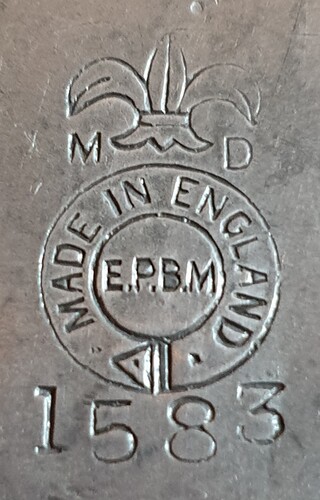 M D
MADE IN ENGLAND
E.P.B.M
1583